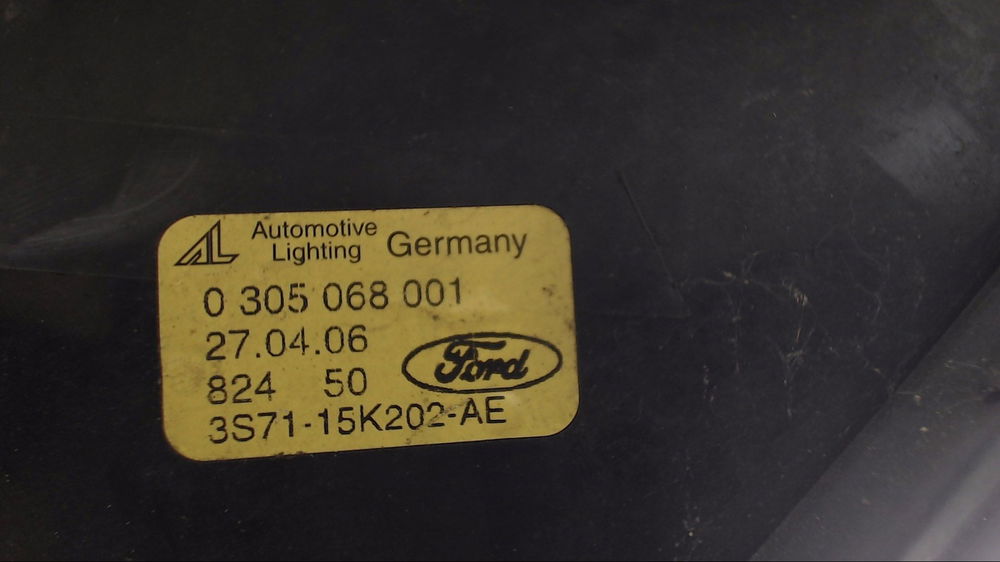 AL Automotive Lighting Germany
0 305 068 001
27.04.06
824 50
Ford
3S71-15K202-AE